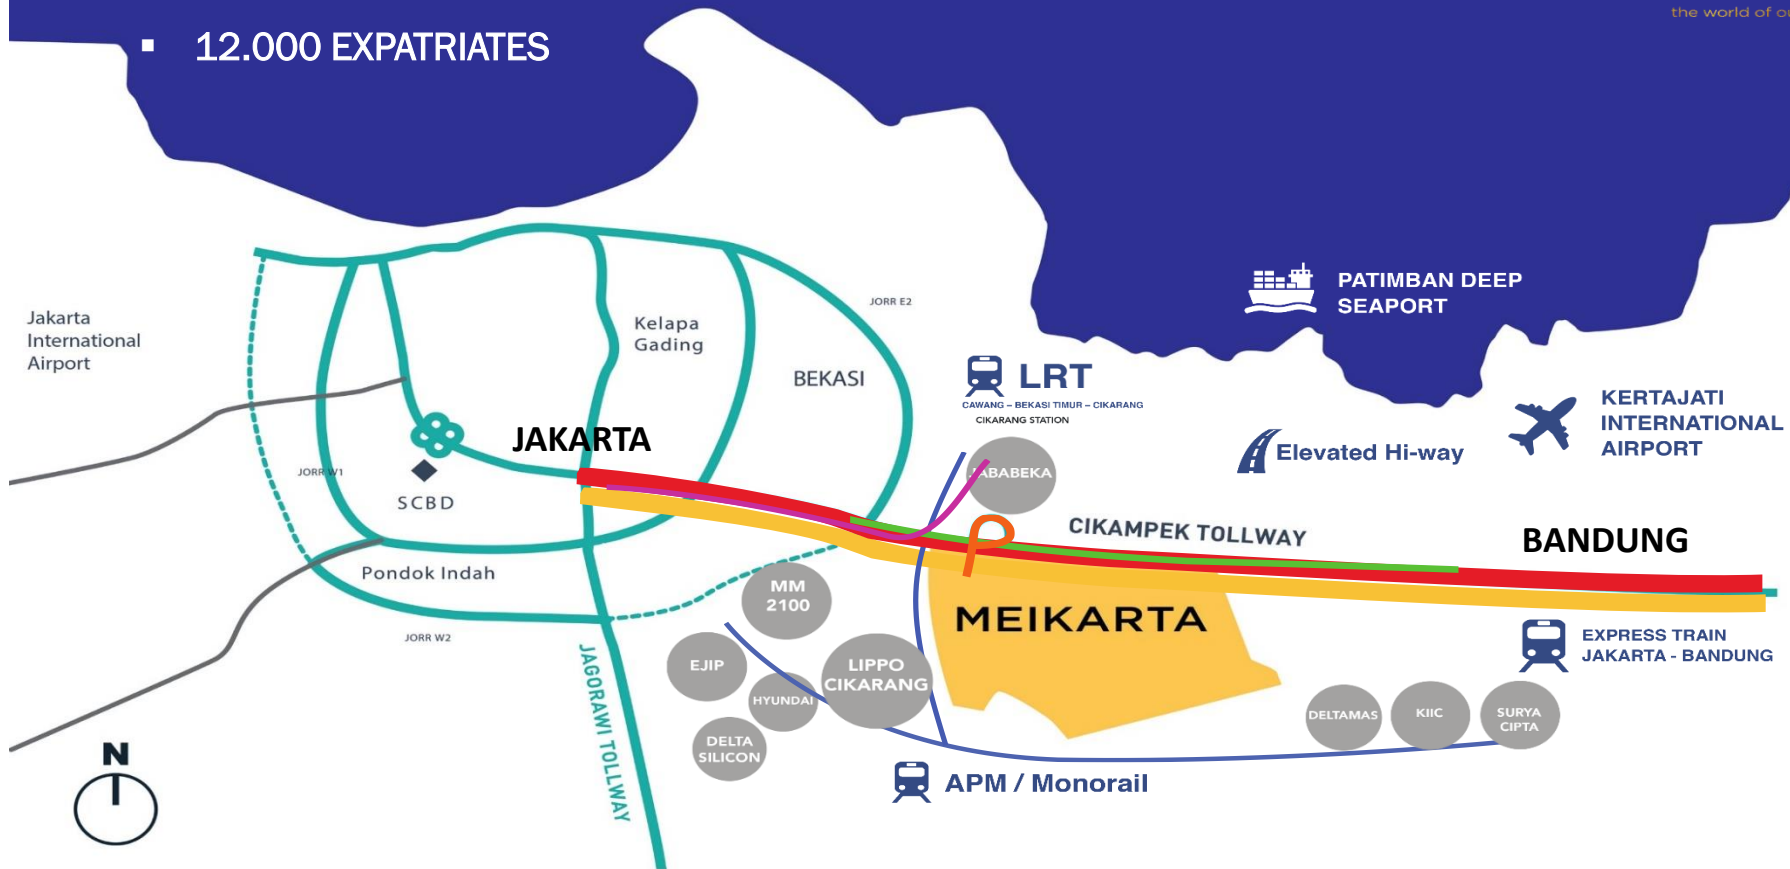 the world of o
▪ 12.000 EXPATRIATES
PATIMBAN DEEP
SEAPORT
JORR E2
Jakarta
International
Airport
Kelapa
Gading
BEKASI
LRT
CAWANG – BEKASI TIMUR – CIKARANG
CIKARANG STATION
KERTAJATI
INTERNATIONAL
AIRPORT
JAKARTA
Elevated Hi-way
JORR W1
JABABEKA
SCBD
CIKAMPEK TOLLWAY
BANDUNG
Pondok Indah
MM
2100
MEIKARTA
JORR W2
EXPRESS TRAIN
JAKARTA - BANDUNG
EJIP
LIPPO
CIKARANG
HYUNDAI
DELTAMAS
KIIC
SURYA
CIPTA
DELTA
SILICON
JAGORAWI TOLLWAY
N
APM / Monorail